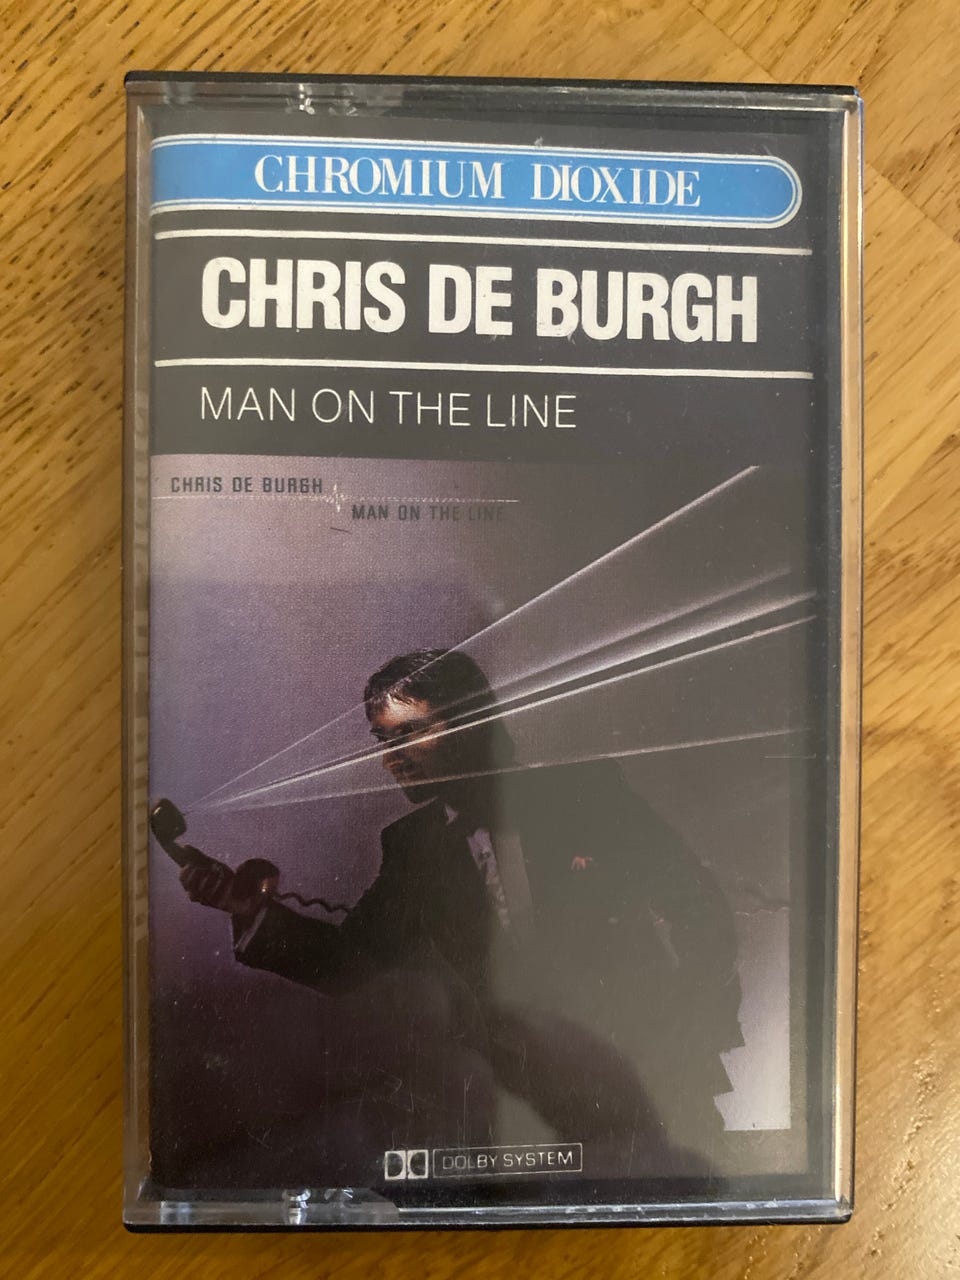 CHROMIUM DIOXIDE
CHRIS DE BURGH
MAN ON THE LINE
CHRIS DE BURGH
MAN ON THE LINE
DOLBY SYSTEM